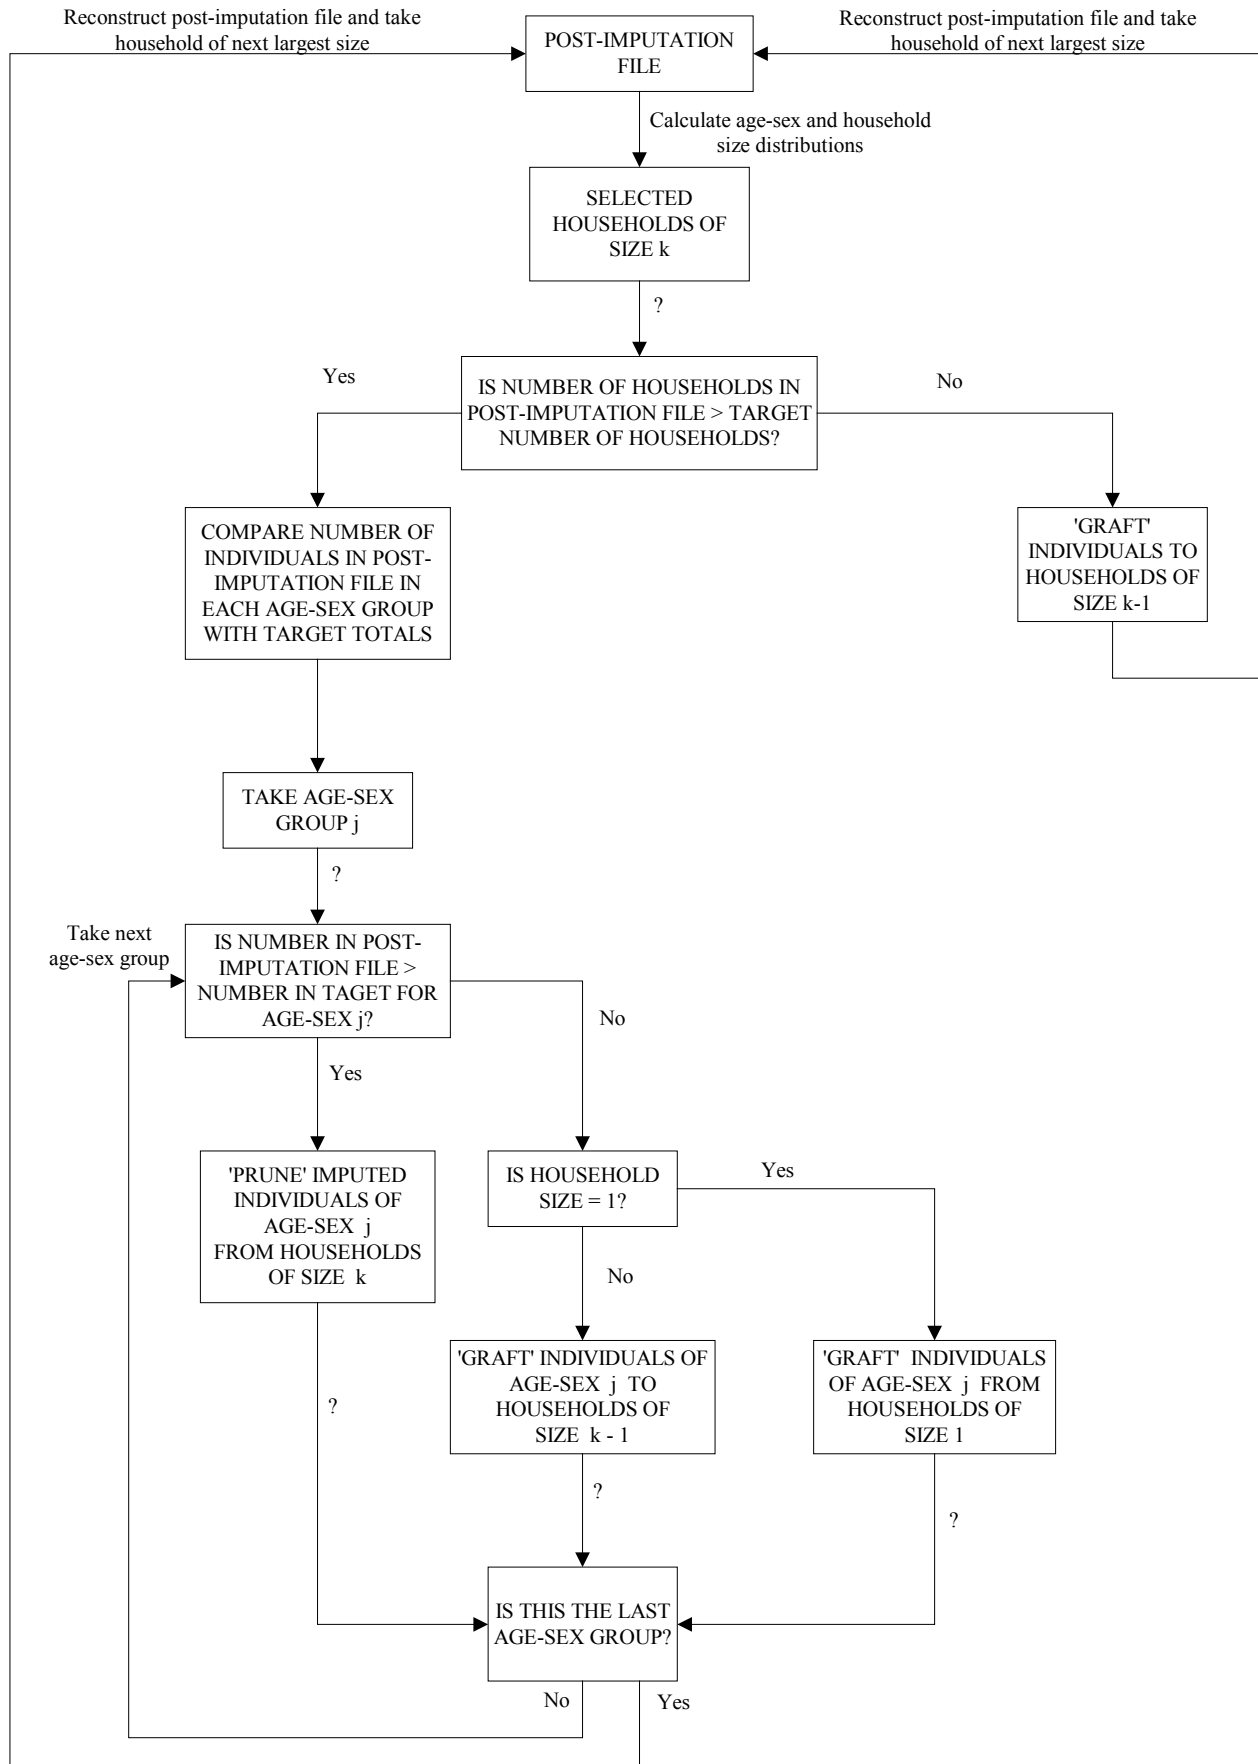 Reconstruct post-imputation file and take
household of next largest size
POST-IMPUTATION
FILE
Reconstruct post-imputation file and take
household of next largest size
Calculate age-sex and household
size distributions
SELECTED
HOUSEHOLDS OF
SIZE k
?
Yes
IS NUMBER OF HOUSEHOLDS IN
POST-IMPUTATION FILE > TARGET
NUMBER OF HOUSEHOLDS?
No
COMPARE NUMBER OF
INDIVIDUALS IN POST-
IMPUTATION FILE IN
EACH AGE-SEX GROUP
WITH TARGET TOTALS
'GRAFT'
INDIVIDUALS TO
HOUSEHOLDS OF
SIZE k-1
TAKE AGE-SEX
GROUP j
?
Take next
age-sex group
IS NUMBER IN POST-
IMPUTATION FILE >
NUMBER IN TAGET FOR
AGE-SEX j?
No
Yes
'PRUNE' IMPUTED
INDIVIDUALS OF
AGE-SEX j
FROM HOUSEHOLDS
OF SIZE k
IS HOUSEHOLD
SIZE = 1?
Yes
No
'GRAFT' INDIVIDUALS OF
AGE-SEX j TO
HOUSEHOLDS OF
SIZE k - 1
'GRAFT' INDIVIDUALS
OF AGE-SEX j FROM
HOUSEHOLDS OF
SIZE 1
?
?
?
IS THIS THE LAST
AGE-SEX GROUP?
No
Yes